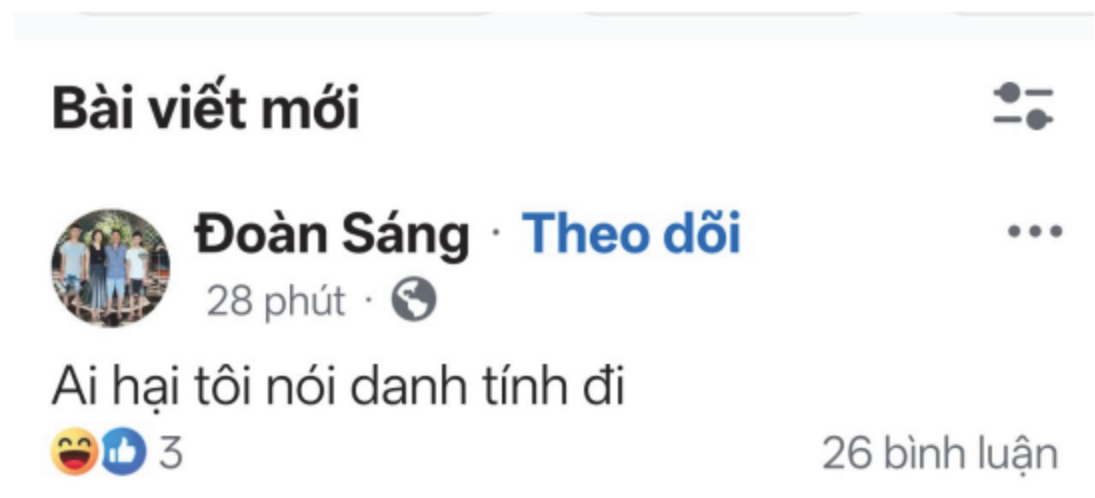 Bài viết mới
Đoàn Sáng · Theo dõi
28 phút ·
Ai hại tôi nói danh tính đi
3 26 bình luận